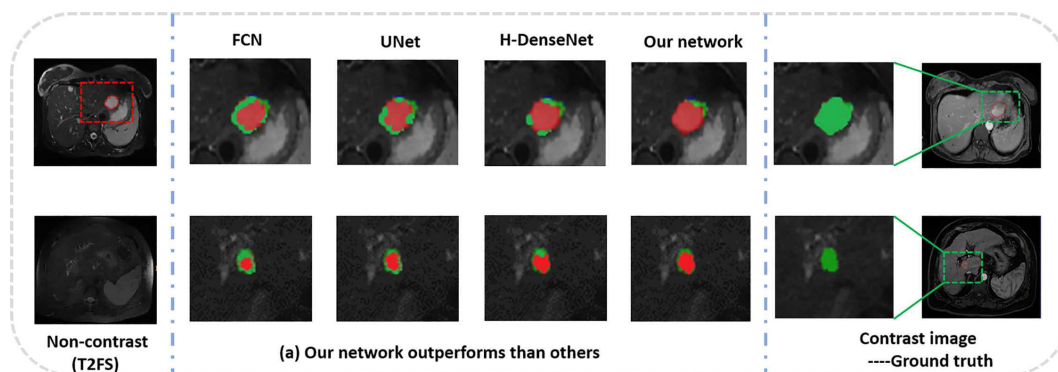 FCN
UNet
H-DenseNet
Our network
Non-contrast
(T2FS)
(a) Our network outperforms than others
Contrast image
----Ground truth